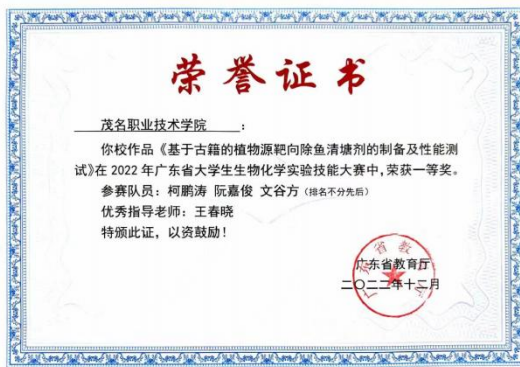 荣誉证书
茂名职业技术学院 :
你校作品《基于古籍的植物源靶向除鱼清塘剂的制备及性能测
试》在2022年广东省大学生生物化学实验技能大赛中,荣获一等奖。
参赛队员:柯鹏涛 阮嘉俊 文谷方(排名不分先后)
优秀指导老师:王春晓
特颁此证,以资鼓励!
广东省教育厅
二〇二二年十二月
广东省教育厅